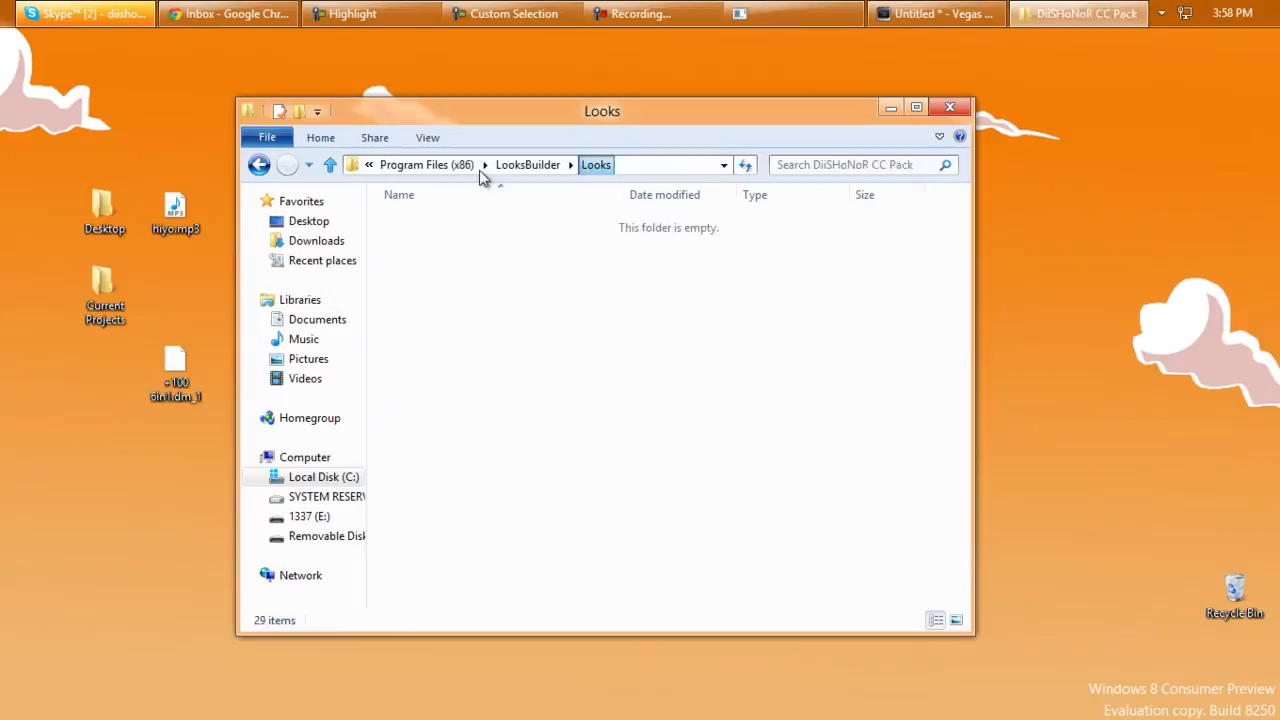 Skype™ [2] - diisho...
Inbox - Google Chr...
Highlight
Custom Selection
Recording...
Untitled * - Vegas ...
DiiSHoNoR CC Pack
3:58 PM
Looks
File
Home
Share
View
« Program Files (x86)
LooksBuilder
Looks
Search DiiSHoNoR CC Pack
Name
Date modified
Type
Size
This folder is empty.
Favorites
Desktop
Downloads
Recent places
Libraries
Documents
Music
Pictures
Videos
Homegroup
Computer
Local Disk (C:)
SYSTEM RESERV
1337 (E:)
Removable Disk
Network
29 items
Desktop
MP3
hiyo.mp3
Current
Projects
+100
6in1.dm_1
Recycle Bin
Windows 8 Consumer Preview
Evaluation copy. Build 8250